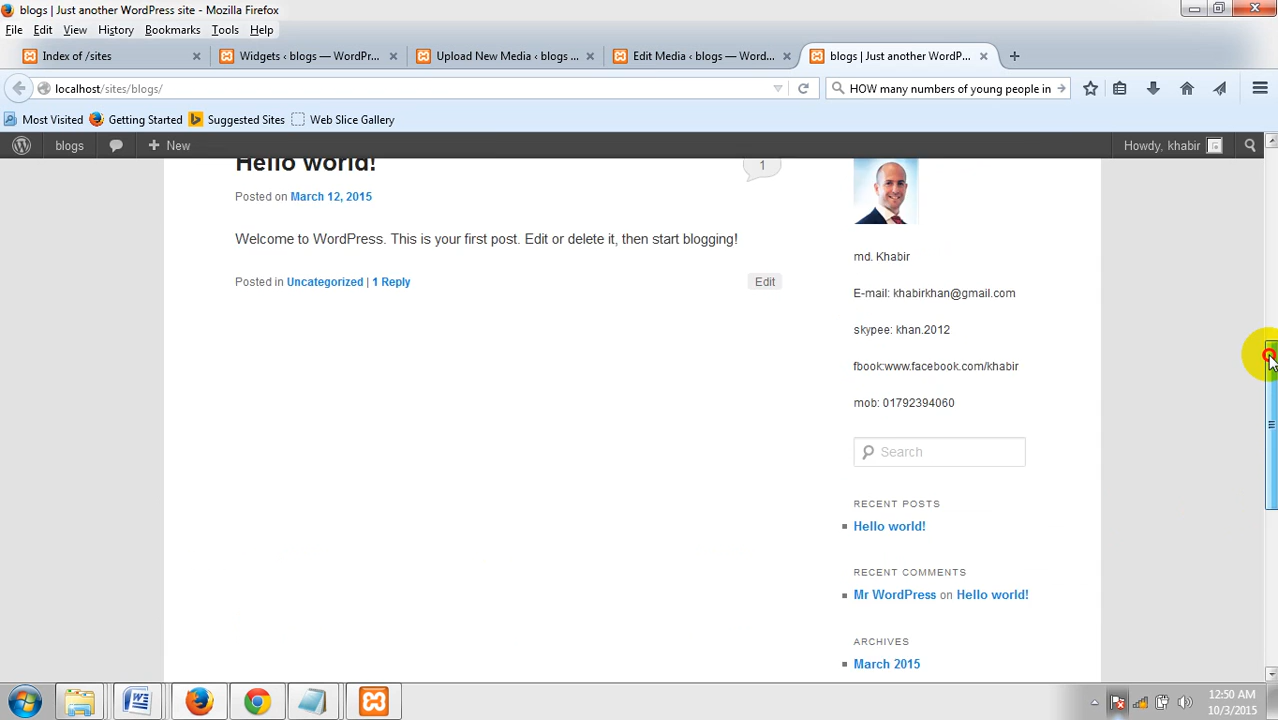 blogs | Just another WordPress site - Mozilla Firefox
File Edit View History Bookmarks Tools Help
Index of /sites
Widgets ‹ blogs — WordPr...
Upload New Media ‹ blogs ...
Edit Media ‹ blogs — Word...
blogs | Just another WordP...
localhost/sites/blogs/
HOW many numbers of young people in
Most Visited Getting Started Suggested Sites Web Slice Gallery
blogs New Howdy, khabir
Hello world! 1
Posted on March 12, 2015
Welcome to WordPress. This is your first post. Edit or delete it, then start blogging!
Posted in Uncategorized | 1 Reply Edit
md. Khabir
E-mail: khabirkhan@gmail.com
skypee: khan.2012
fbook:www.facebook.com/khabir
mob: 01792394060
Search
RECENT POSTS
Hello world!
RECENT COMMENTS
Mr WordPress on Hello world!
ARCHIVES
March 2015
12:50 AM
10/3/2015